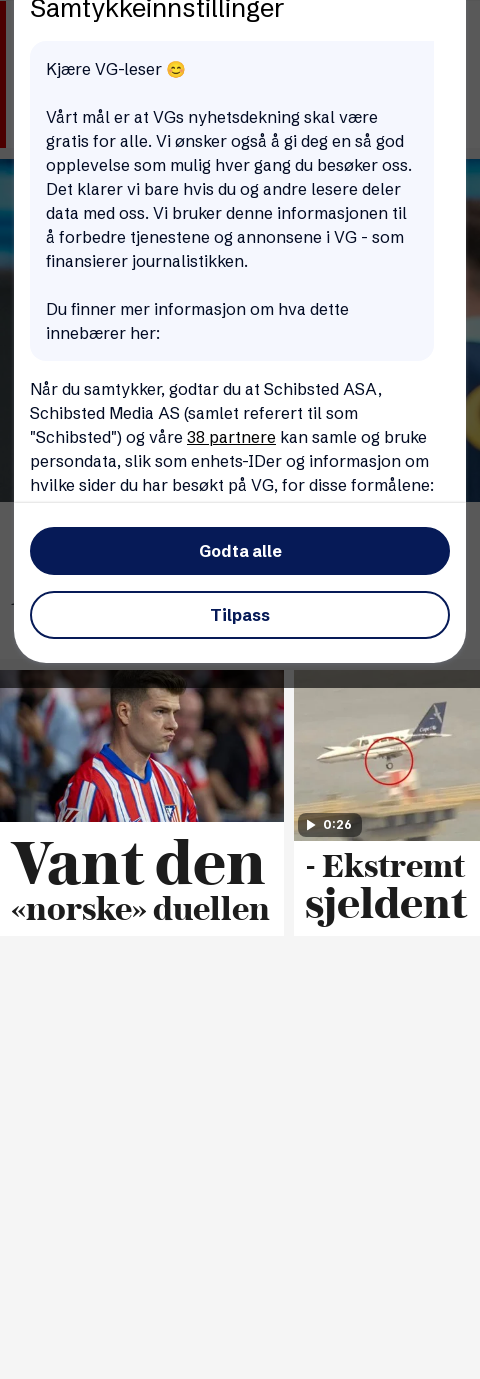 Samtykkeinnstillinger
Kjære VG-leser 😊
Vårt mål er at VGs nyhetsdekning skal være
gratis for alle. Vi ønsker også å gi deg en så god
opplevelse som mulig hver gang du besøker oss.
Det klarer vi bare hvis du og andre lesere deler
data med oss. Vi bruker denne informasjonen til
å forbedre tjenestene og annonsene i VG - som
finansierer journalistikken.
Du finner mer informasjon om hva dette
innebærer her:
Når du samtykker, godtar du at Schibsted ASA,
Schibsted Media AS (samlet referert til som
"Schibsted") og våre 38 partnere kan samle og bruke
persondata, slik som enhets-IDer og informasjon om
hvilke sider du har besøkt på VG, for disse formålene:
Godta alle
Tilpass
0:26
Vant den
«norske» duellen
- Ekstremt
sjeldent